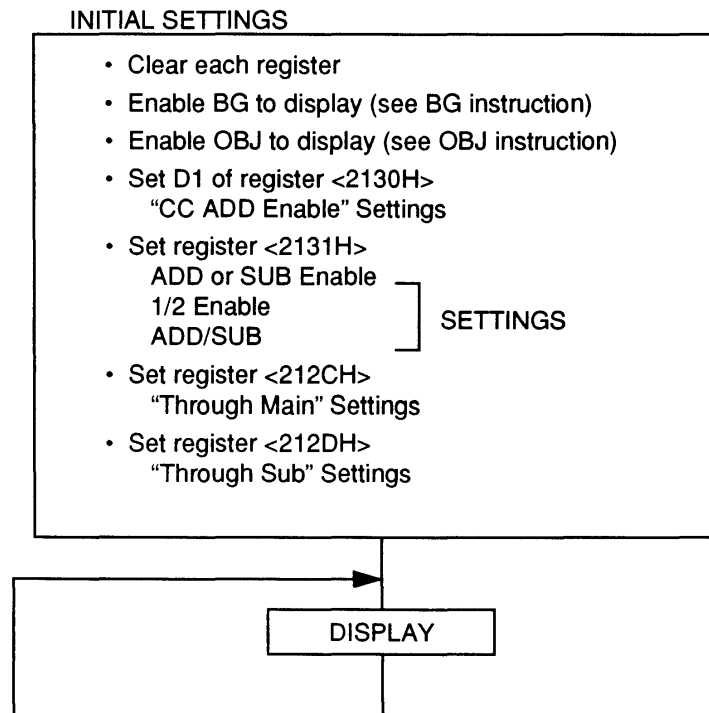 INITIAL SETTINGS
• Clear each register
• Enable BG to display (see BG instruction)
• Enable OBJ to display (see OBJ instruction)
• Set D1 of register <2130H>
“CC ADD Enable” Settings
• Set register <2131H>
ADD or SUB Enable
1/2 Enable
ADD/SUB
SETTINGS
• Set register <212CH>
“Through Main” Settings
• Set register <212DH>
“Through Sub” Settings
DISPLAY